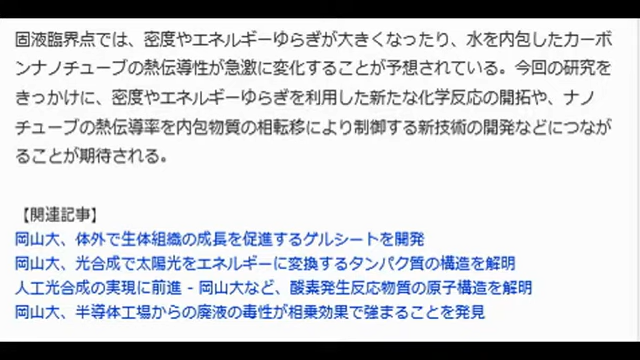 固液臨界点では、密度やエネルギーゆらぎが大きくなったり、水を内包したカーボ
ンナノチューブの熱伝導性が急激に変化することが予想されている。今回の研究を
きっかけに、密度やエネルギーゆらぎを利用した新たな化学反応の開拓や、ナノ
チューブの熱伝導率を内包物質の相転移により制御する新技術の開発などにつなが
ることが期待される。
【関連記事】
岡山大、体外で生体組織の成長を促進するゲルシートを開発
岡山大、光合成で太陽光をエネルギーに変換するタンパク質の構造を解明
人工光合成の実現に前進 - 岡山大など、酸素発生反応物質の原子構造を解明
岡山大、半導体工場からの廃液の毒性が相乗効果で強まることを発見